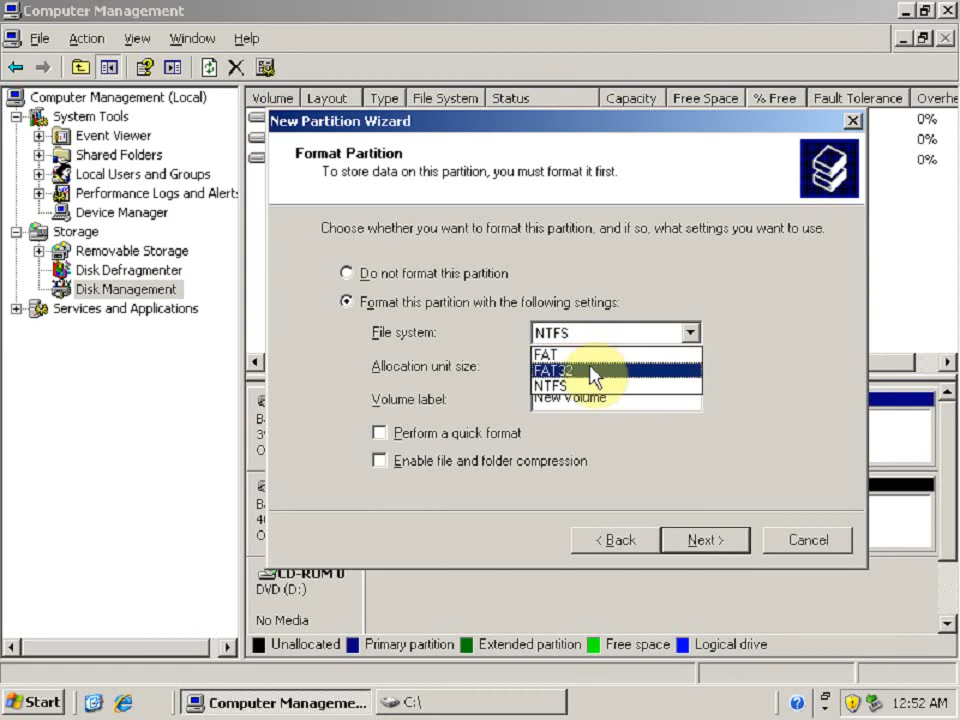 Computer Management
File Action View Window Help
Computer Management (Local)
System Tools
Event Viewer
Shared Folders
Local Users and Groups
Performance Logs and Alerts
Device Manager
Storage
Removable Storage
Disk Defragmenter
Disk Management
Services and Applications
Volume Layout Type File System Status Capacity Free Space % Free Fault Tolerance Overhe
0%
0%
0%
New Partition Wizard
Format Partition
To store data on this partition, you must format it first.
Choose whether you want to format this partition, and if so, what settings you want to use.
Do not format this partition
Format this partition with the following settings:
File system: NTFS
FAT
FAT32
NTFS
Allocation unit size:
Volume label: New Volume
Perform a quick format
Enable file and folder compression
< Back Next > Cancel
CD-ROM 0
DVD (D:)
No Media
Unallocated Primary partition Extended partition Free space Logical drive
Start Computer Manageme... C:\ 12:52 AM